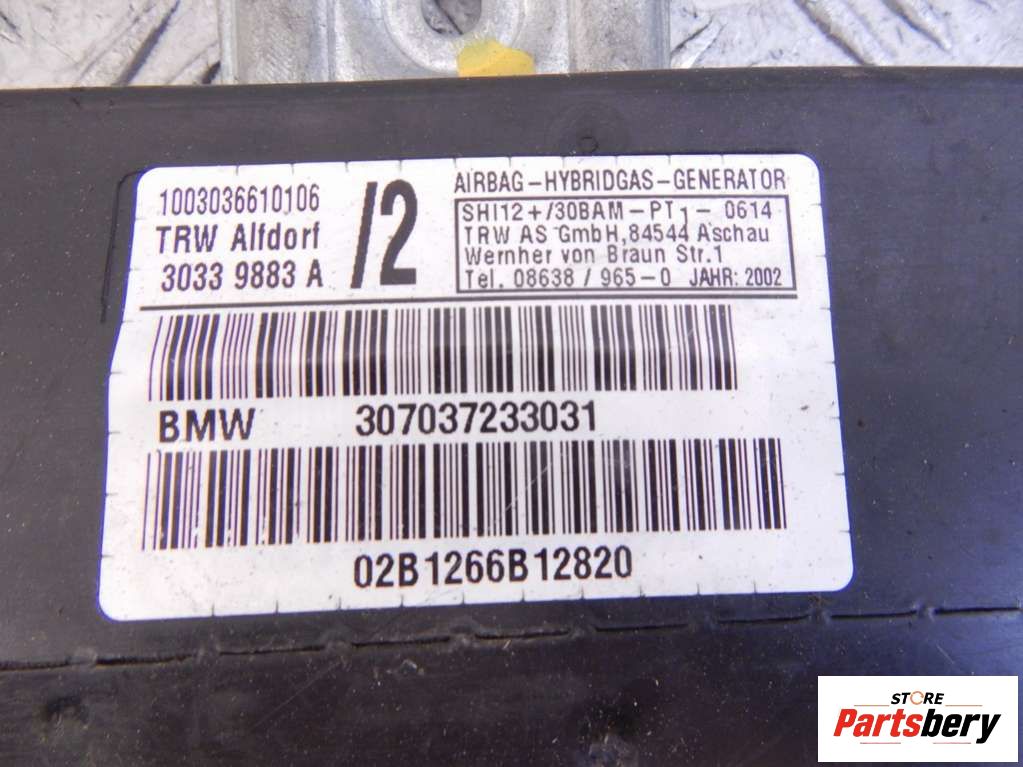 1003036610106
TRW Alfdorf
3033 9883 A
/2
AIRBAG-HYBRIDGAS-GENERATOR
SHI12+/30BAM-PT1-0614
TRW AS GmbH,84544 Aschau
Wernher von Braun Str.1
Tel. 08638 / 965-0 JAHR: 2002
BMW 307037233031
02B1266B12820
STORE
Partsbery